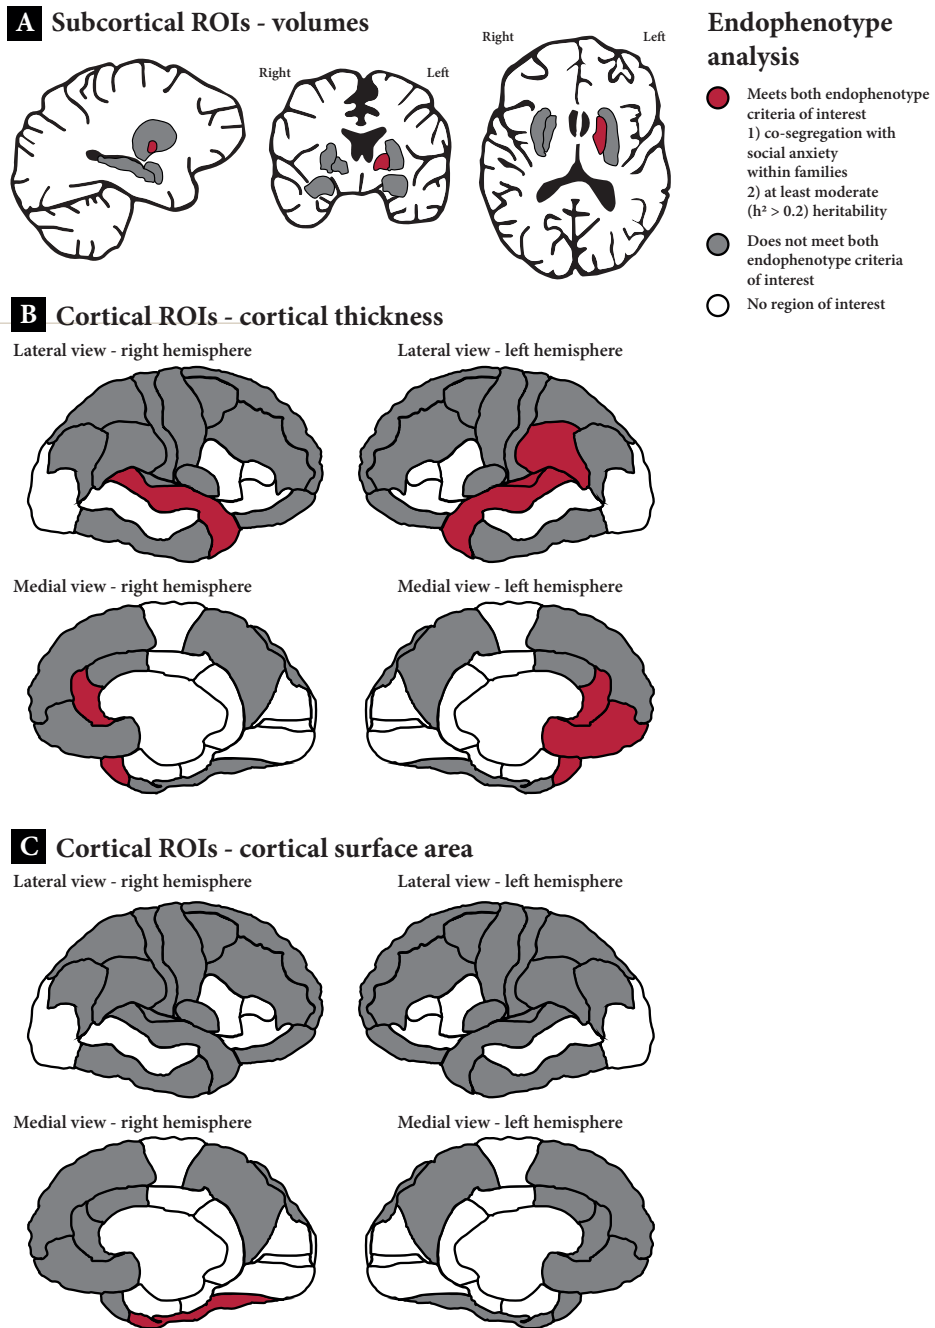 A Subcortical ROIs - volumes
Right
Left
Right
Left
Endophenotype
analysis
Meets both endophenotype
criteria of interest
1) co-segregation with
social anxiety
within families
2) at least moderate
(h² > 0.2) heritability
Does not meet both
endophenotype criteria
of interest
No region of interest
B Cortical ROIs - cortical thickness
Lateral view - right hemisphere
Lateral view - left hemisphere
Medial view - right hemisphere
Medial view - left hemisphere
C Cortical ROIs - cortical surface area
Lateral view - right hemisphere
Lateral view - left hemisphere
Medial view - right hemisphere
Medial view - left hemisphere